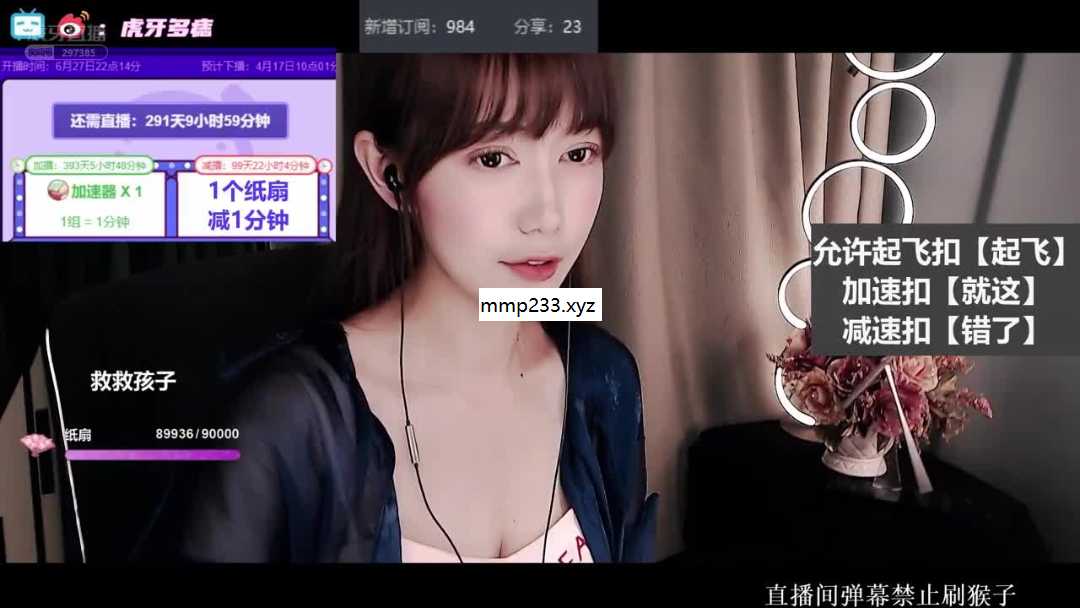 : 虎牙多痣
新增订阅: 984 分享: 23
297385
开播时间: 6月27日22点14分 预计下播: 4月17日10点01分
还需直播: 291天9小时59分钟
加播: 393天5小时48分钟 减播: 99天22小时4分钟
加速器 X 1
1组 = 1分钟
1个纸扇
减1分钟
允许起飞扣【起飞】
加速扣【就这】
减速扣【错了】
mmp233.xyz
救救孩子
纸扇 89936/90000
直播间弹幕禁止刷猴子